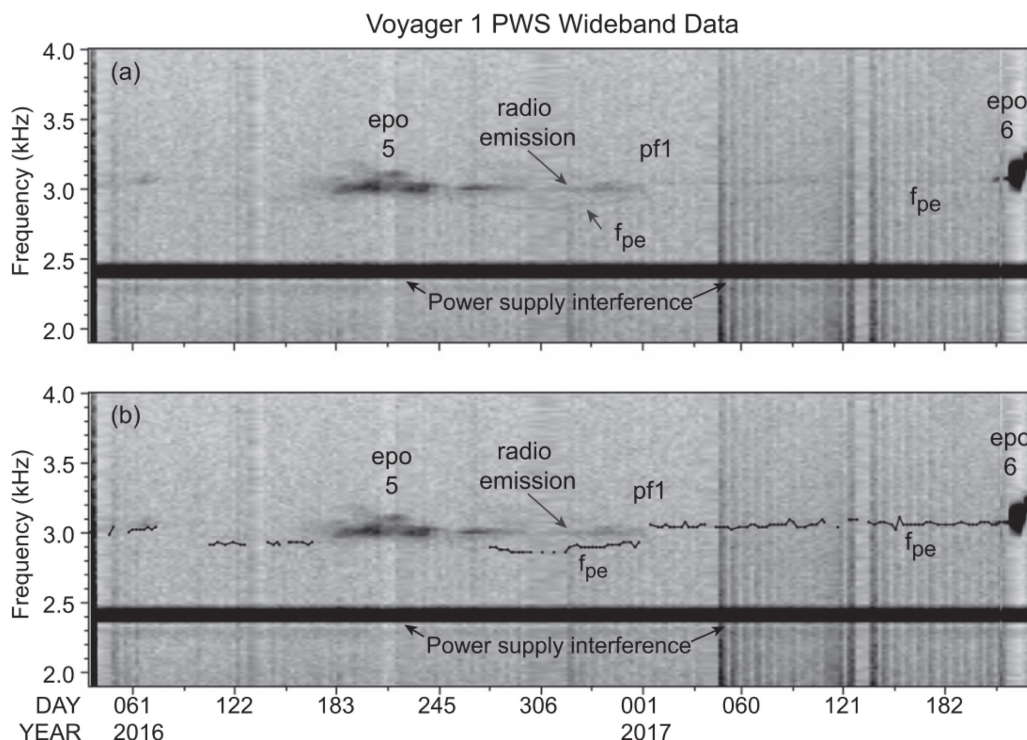 Voyager 1 PWS Wideband Data
(a)
Frequency (kHz)
4.0
3.5
3.0
2.5
2.0
epo
5
radio
emission
pf1
f_pe
epo
6
f_pe
Power supply interference
(b)
Frequency (kHz)
4.0
3.5
3.0
2.5
2.0
epo
5
radio
emission
pf1
f_pe
epo
6
f_pe
Power supply interference
DAY 061 122 183 245 306 001 060 121 182
YEAR 2016 2017